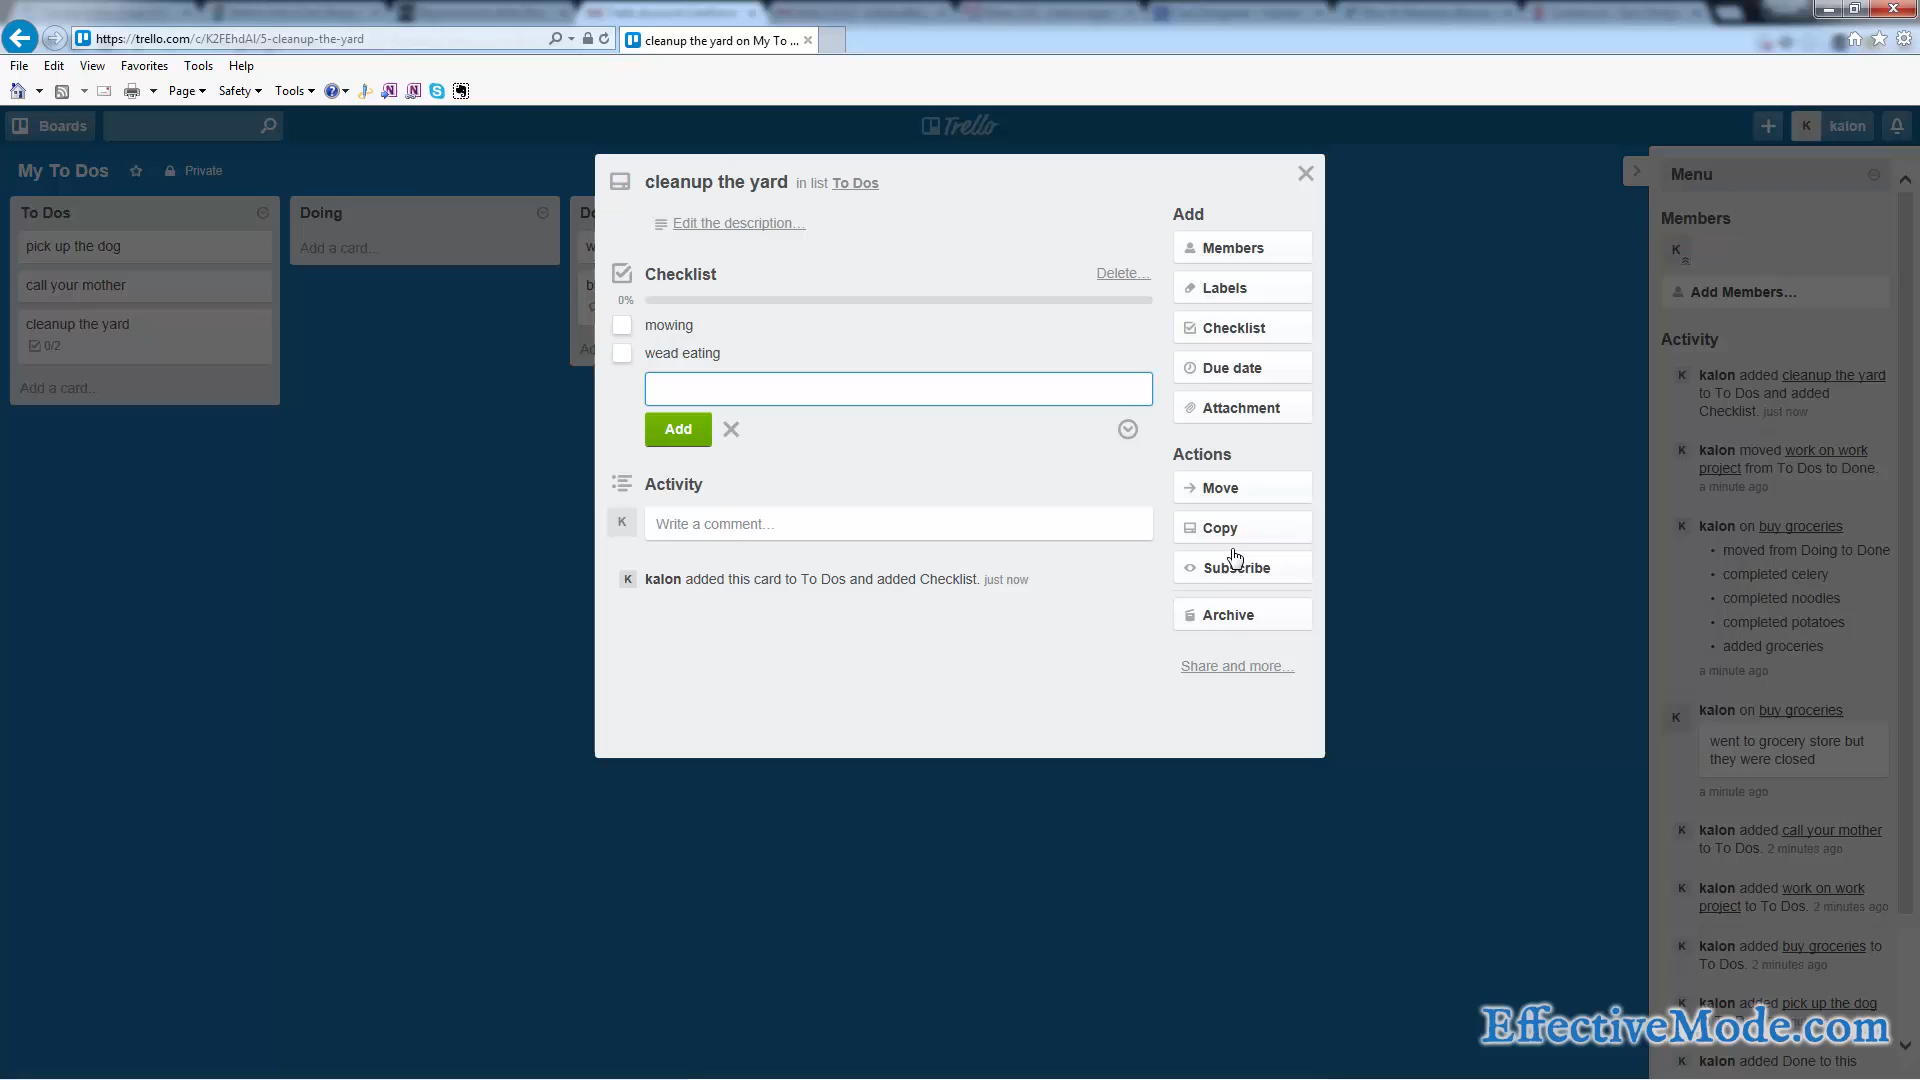 https://trello.com/c/K2FEhdAI/5-cleanup-the-yard
cleanup the yard on My To ...
File Edit View Favorites Tools Help
Page Safety Tools
Boards
Trello
K kalon
My To Dos Private
To Dos
pick up the dog
call your mother
cleanup the yard
0/2
Add a card...
Doing
Add a card...
cleanup the yard in list To Dos
Edit the description...
Checklist Delete...
0%
mowing
wead eating
Add
Activity
K Write a comment...
K kalon added this card to To Dos and added Checklist. just now
Add
Members
Labels
Checklist
Due date
Attachment
Actions
Move
Copy
Subscribe
Archive
Share and more...
Menu
Members
K
Add Members...
Activity
K kalon added cleanup the yard
to To Dos and added
Checklist. just now
K kalon moved work on work
project from To Dos to Done.
a minute ago
K kalon on buy groceries
• moved from Doing to Done
• completed celery
• completed noodles
• completed potatoes
• added groceries
a minute ago
K kalon on buy groceries
went to grocery store but
they were closed
a minute ago
K kalon added call your mother
to To Dos. 2 minutes ago
K kalon added work on work
project to To Dos. 2 minutes ago
K kalon added buy groceries to
To Dos. 2 minutes ago
K kalon added pick up the dog
EffectiveMode.com
K kalon added Done to this